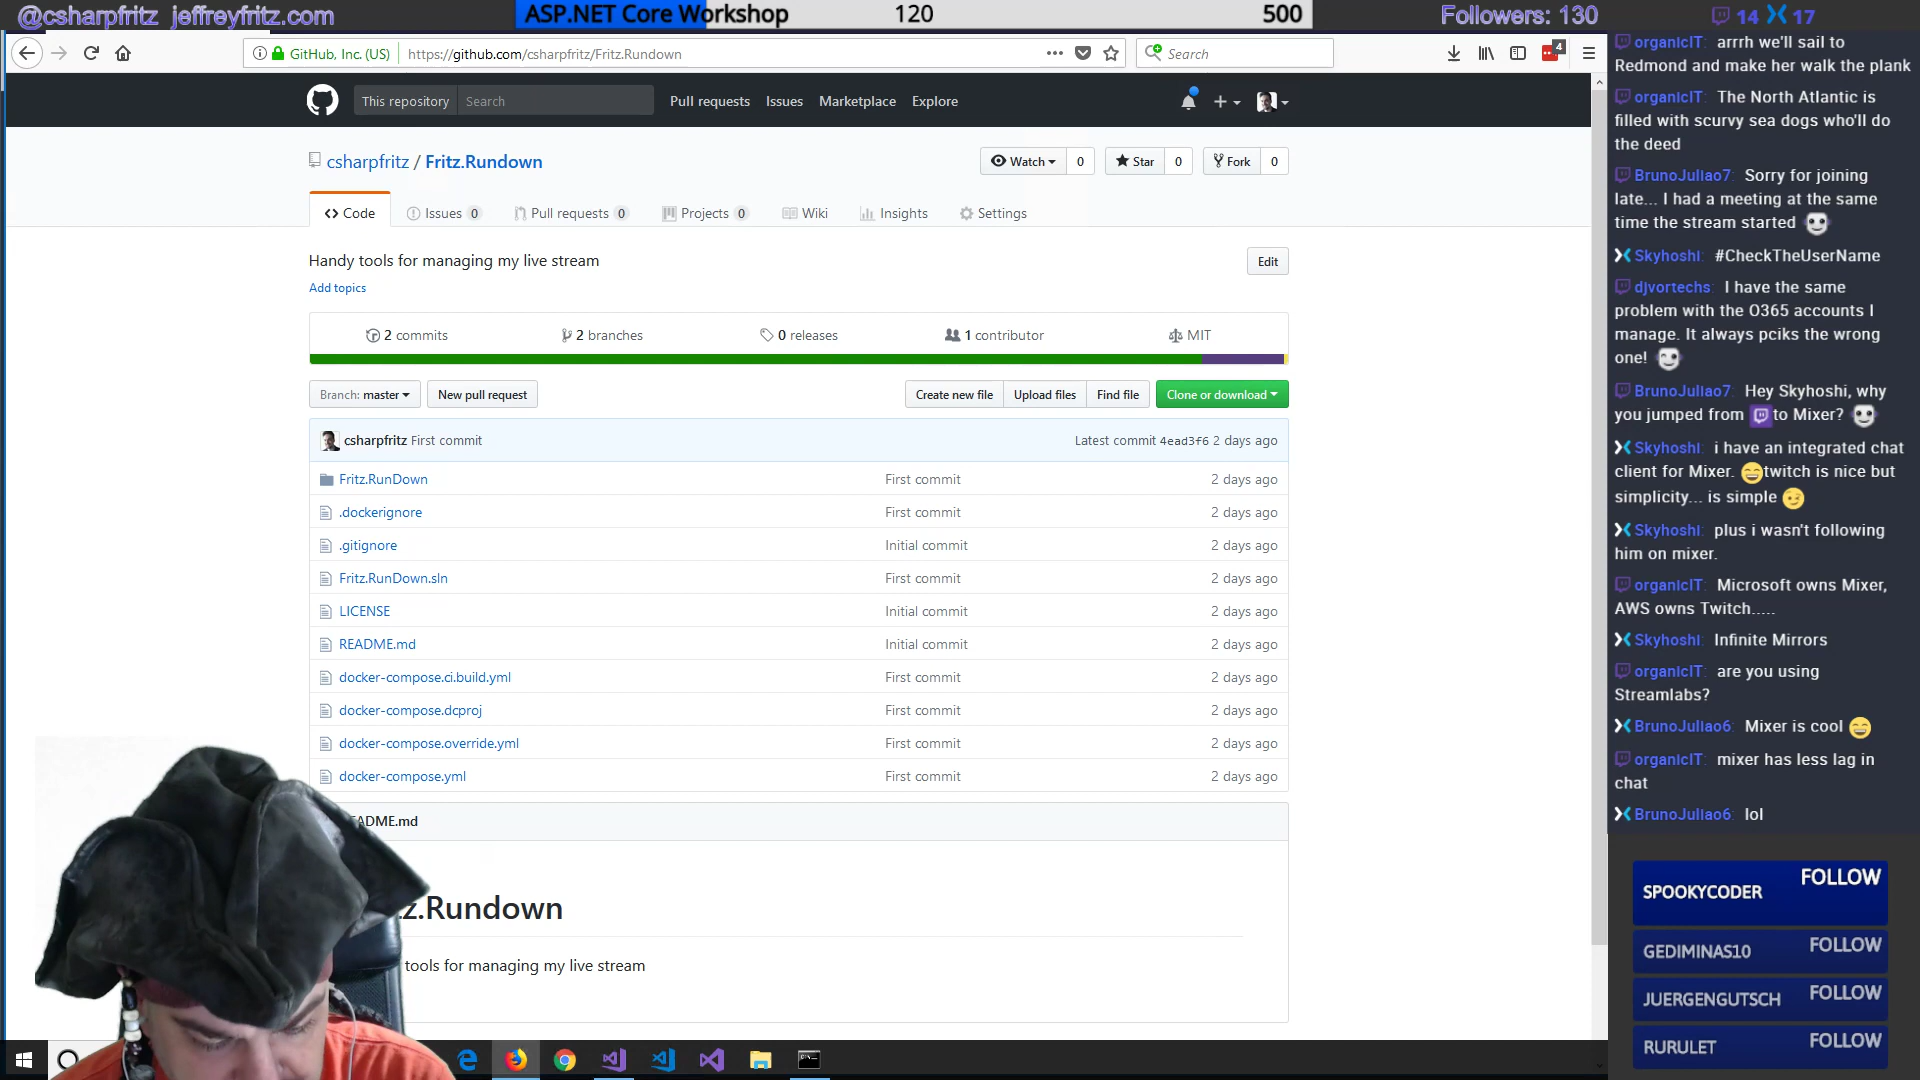 @csharpfritz jeffreyfritz.com
ASP.NET Core Workshop 120 500
Followers: 130
14 17
GitHub, Inc. (US) https://github.com/csharpfritz/Fritz.Rundown
Search
4
This repository Search Pull requests Issues Marketplace Explore
csharpfritz / Fritz.Rundown
Watch 0 Star 0 Fork 0
Code Issues 0 Pull requests 0 Projects 0 Wiki Insights Settings
Handy tools for managing my live stream
Edit
Add topics
2 commits 2 branches 0 releases 1 contributor MIT
Branch: master New pull request Create new file Upload files Find file Clone or download
csharpfritz First commit Latest commit 4ead3f6 2 days ago
Fritz.RunDown First commit 2 days ago
.dockerignore First commit 2 days ago
.gitignore Initial commit 2 days ago
Fritz.RunDown.sln First commit 2 days ago
LICENSE Initial commit 2 days ago
README.md Initial commit 2 days ago
docker-compose.ci.build.yml First commit 2 days ago
docker-compose.dcproj First commit 2 days ago
docker-compose.override.yml First commit 2 days ago
docker-compose.yml First commit 2 days ago
ADME.md
z.Rundown
tools for managing my live stream
organicIT: arrrh we'll sail to
Redmond and make her walk the plank
organicIT: The North Atlantic is
filled with scurvy sea dogs who'll do
the deed
BrunoJuliao7: Sorry for joining
late... I had a meeting at the same
time the stream started
Skyhoshi: #CheckTheUserName
djvortechs: I have the same
problem with the O365 accounts I
manage. It always pciks the wrong
one!
BrunoJuliao7: Hey Skyhoshi, why
you jumped from to Mixer?
Skyhoshi: i have an integrated chat
client for Mixer. twitch is nice but
simplicity... is simple
Skyhoshi: plus i wasn't following
him on mixer.
organicIT: Microsoft owns Mixer,
AWS owns Twitch.....
Skyhoshi: Infinite Mirrors
organicIT: are you using
Streamlabs?
BrunoJuliao6: Mixer is cool
organicIT: mixer has less lag in
chat
BrunoJuliao6: lol
SPOOKYCODER FOLLOW
GEDIMINAS10 FOLLOW
JUERGENGUTSCH FOLLOW
RURULET FOLLOW